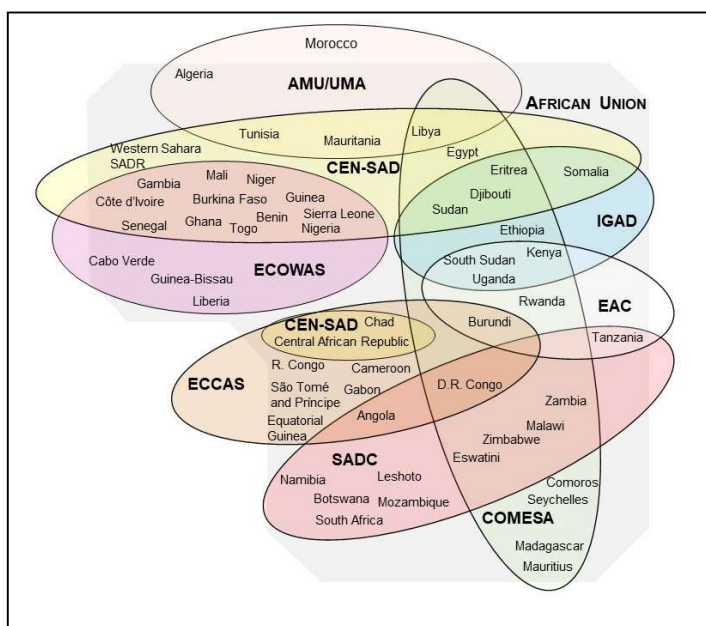 Morocco
Algeria
AMU/UMA
AFRICAN UNION
Libya
Tunisia
Mauritania
Egypt
Western Sahara
SADR
CEN-SAD
Eritrea
Somalia
Mali
Niger
Gambia
Djibouti
Côte d'Ivoire
Burkina Faso
Guinea
Sudan
Benin
Sierra Leone
Senegal
Ghana
Togo
Nigeria
Ethiopia
IGAD
Kenya
Cabo Verde
ECOWAS
South Sudan
Guinea-Bissau
Uganda
Liberia
Rwanda
EAC
CEN-SAD
Chad
Burundi
Central African Republic
Tanzania
R. Congo
Cameroon
ECCAS
São Tomé
and Príncipe
Gabon
D.R. Congo
Equatorial
Guinea
Angola
Zambia
Malawi
Zimbabwe
SADC
Eswatini
Namibia
Leshoto
Comoros
Botswana
Mozambique
Seychelles
South Africa
COMESA
Madagascar
Mauritius